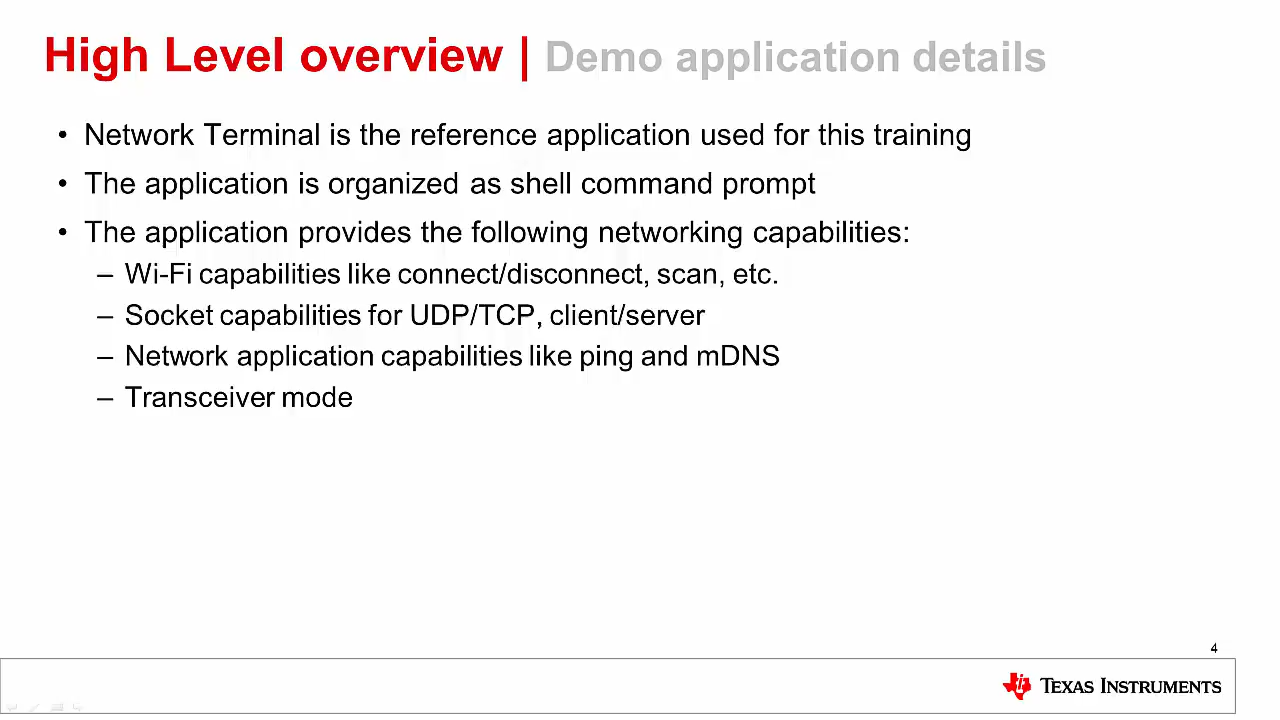 High Level overview | Demo application details
• Network Terminal is the reference application used for this training
• The application is organized as shell command prompt
• The application provides the following networking capabilities:
– Wi-Fi capabilities like connect/disconnect, scan, etc.
– Socket capabilities for UDP/TCP, client/server
– Network application capabilities like ping and mDNS
– Transceiver mode
4
TEXAS INSTRUMENTS